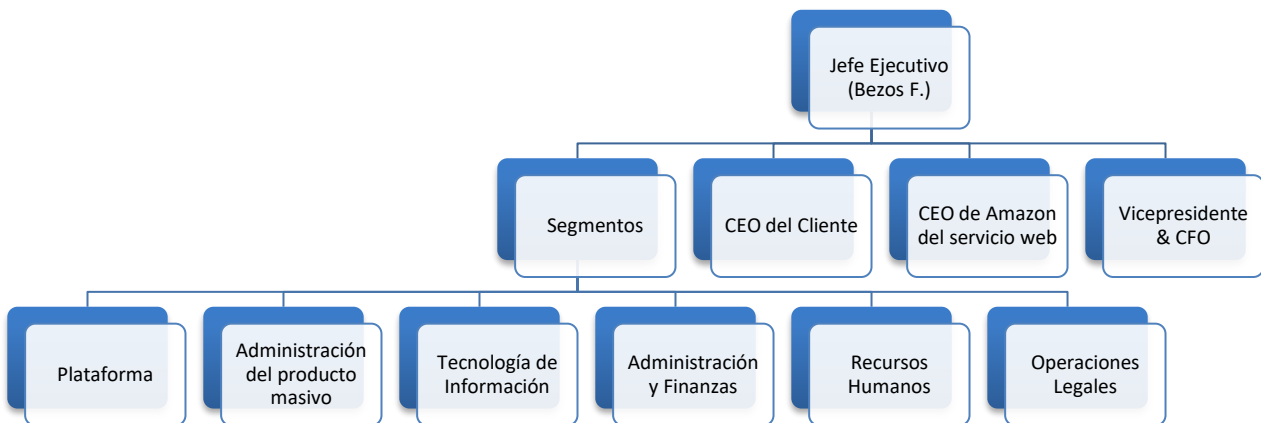 Jefe Ejecutivo
(Bezos F.)
Segmentos
CEO del Cliente
CEO de Amazon
del servicio web
Vicepresidente
& CFO
Plataforma
Administración
del producto
masivo
Tecnología de
Información
Administración
y Finanzas
Recursos
Humanos
Operaciones
Legales